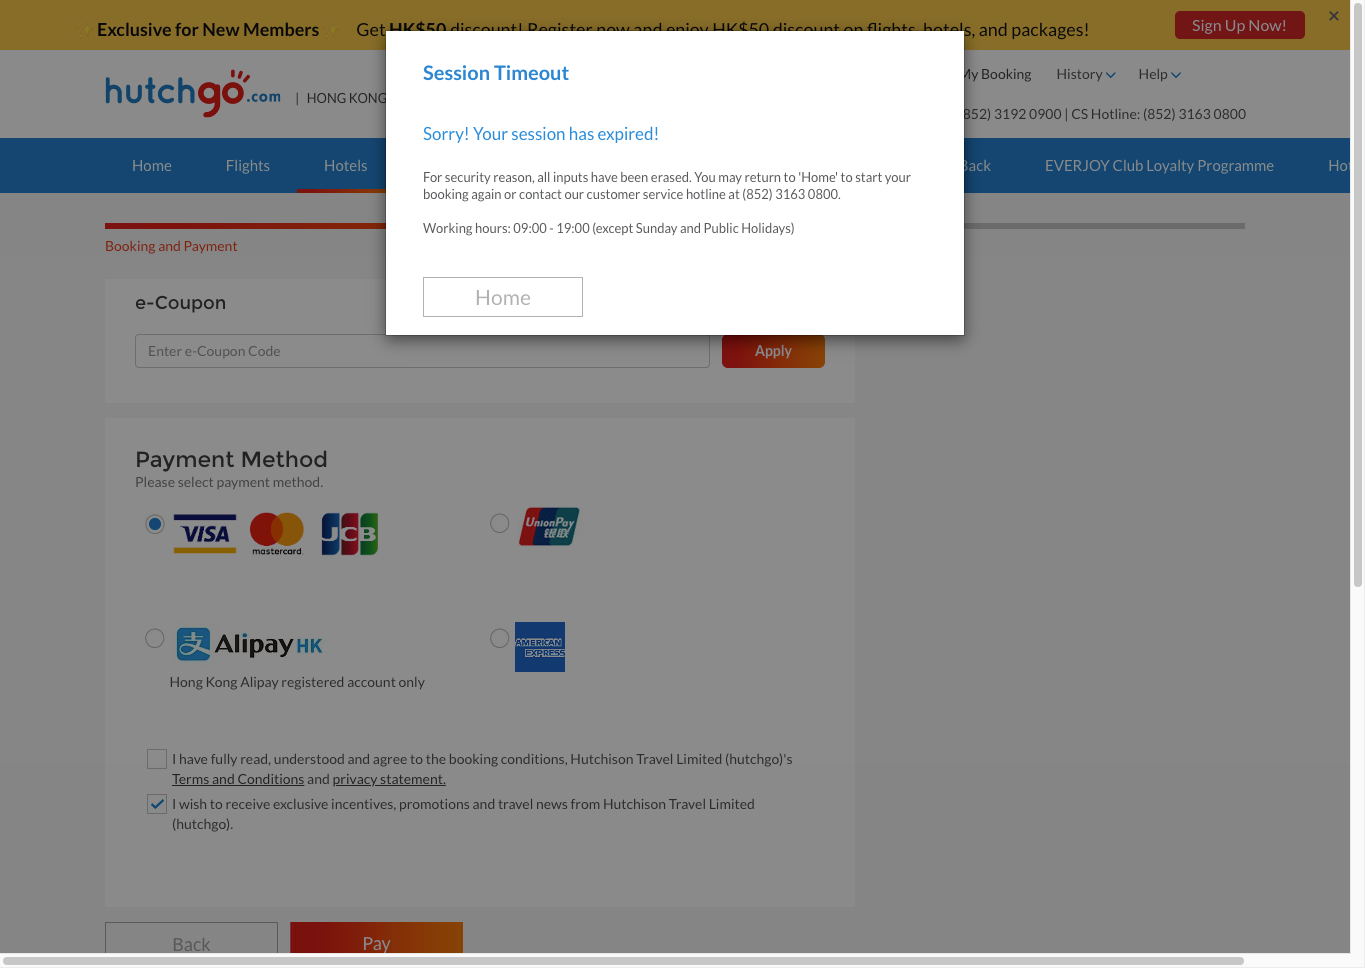 Exclusive for New Members Get HK$50 discount! Register now and enjoy HK$50 discount on flights, hotels, and packages! Sign Up Now!
hutchgo.com | HONG KONG
My Booking History Help
852) 3192 0900 | CS Hotline: (852) 3163 0800
Home Flights Hotels Back EVERJOY Club Loyalty Programme Hot
Session Timeout
Sorry! Your session has expired!
For security reason, all inputs have been erased. You may return to 'Home' to start your
booking again or contact our customer service hotline at (852) 3163 0800.
Working hours: 09:00 - 19:00 (except Sunday and Public Holidays)
Home
Booking and Payment
e-Coupon
Enter e-Coupon Code Apply
Payment Method
Please select payment method.
VISA mastercard JCB UnionPay 银联
支 Alipay HK AMERICAN EXPRESS
Hong Kong Alipay registered account only
I have fully read, understood and agree to the booking conditions, Hutchison Travel Limited (hutchgo)'s
Terms and Conditions and privacy statement.
I wish to receive exclusive incentives, promotions and travel news from Hutchison Travel Limited
(hutchgo).
Back Pay